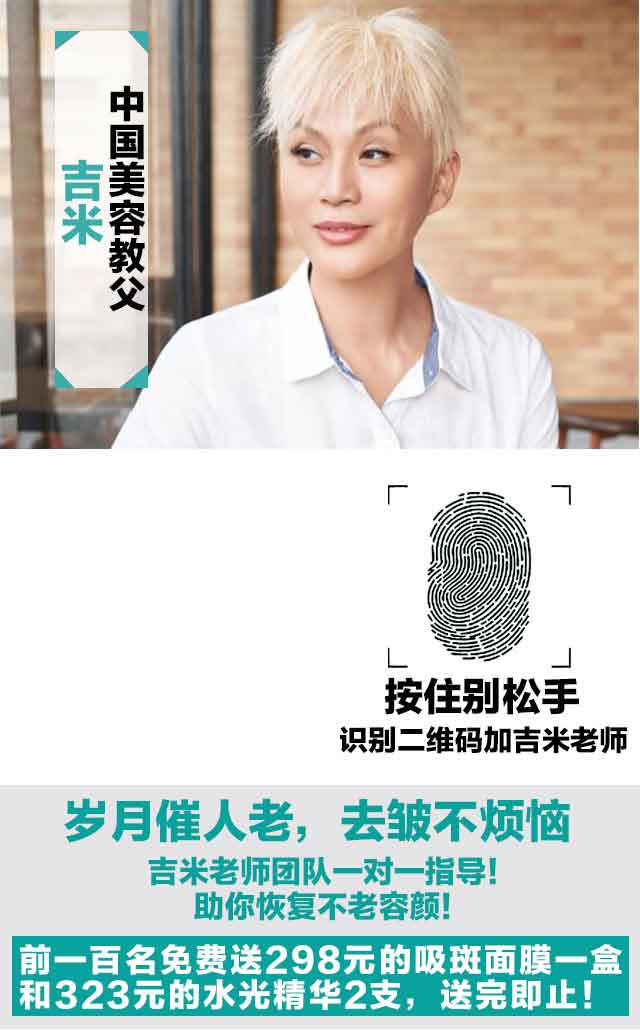 中国美容教父
吉米
按住别松手
识别二维码加吉米老师
岁月催人老，去皱不烦恼
吉米老师团队一对一指导！
助你恢复不老容颜！
前一百名免费送298元的吸斑面膜一盒
和323元的水光精华2支，送完即止！